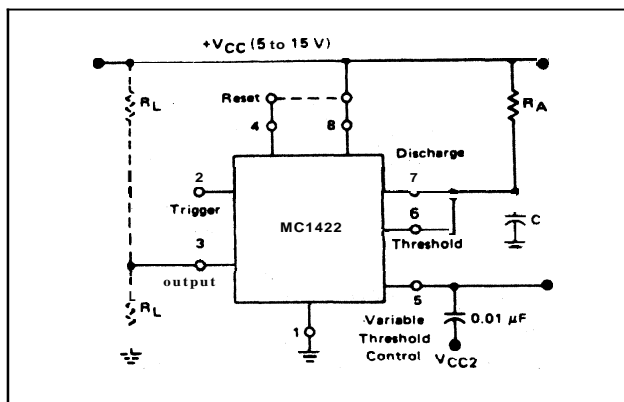 +VCC (5 to 15 V)
RL
Reset
4
8
RA
Discharge
2
7
Trigger
6
MC1422
C
3
Threshold
output
5
RL
1
Variable
Threshold
Control
0.01 μF
VCC2